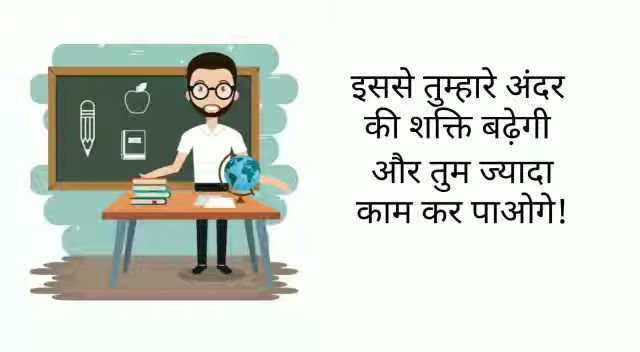 इससे तुम्हारे अंदर
की शक्ति बढ़ेगी
और तुम ज्यादा
काम कर पाओगे!